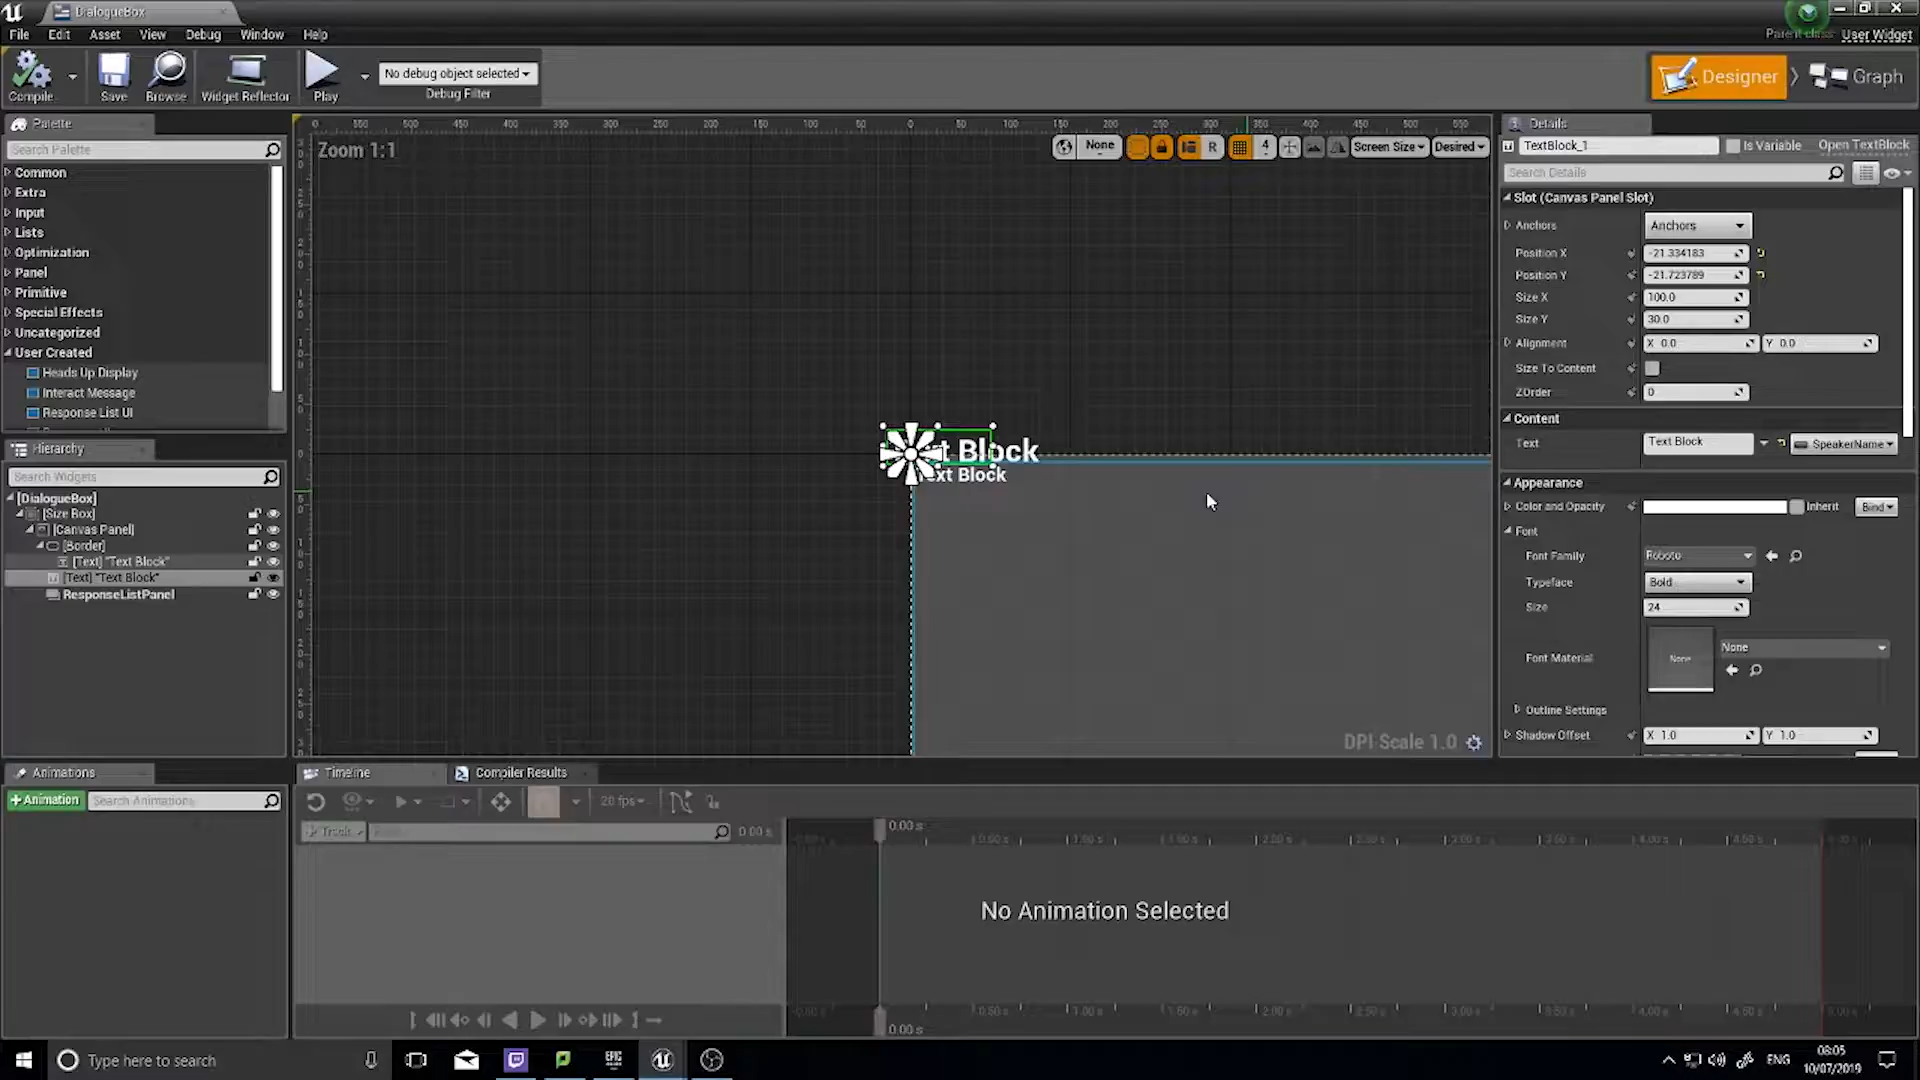 DialogueBox
File Edit Asset View Debug Window Help
Parent class: User Widget
Compile Save Browse Widget Reflector Play
No debug object selected
Debug Filter
Designer Graph
Palette
Search Palette
Common
Extra
Input
Lists
Optimization
Panel
Primitive
Special Effects
Uncategorized
User Created
Heads Up Display
Interact Message
Response List UI
Hierarchy
Search Widgets
[DialogueBox]
[Size Box]
[Canvas Panel]
[Border]
[Text] "Text Block"
[Text] "Text Block"
ResponseListPanel
Zoom 1:1
None R 4 Screen Size Desired
Block
Text Block
DPI Scale 1.0
Details
TextBlock_1 Is Variable Open TextBlock
Search Details
Slot (Canvas Panel Slot)
Anchors Anchors
Position X -21.334183
Position Y -21.723789
Size X 100.0
Size Y 30.0
Alignment X 0.0 Y 0.0
Size To Content
ZOrder 0
Content
Text Text Block SpeakerName
Appearance
Color and Opacity Inherit Bind
Font
Font Family Roboto
Typeface Bold
Size 24
Font Material None None
Outline Settings
Shadow Offset X 1.0 Y 1.0
Animations
+Animation Search Animations
Timeline Compiler Results
20 fps
Track 0.00 s
0.00 s
No Animation Selected
0.00 s
Type here to search
ENG
08:05
10/07/2019